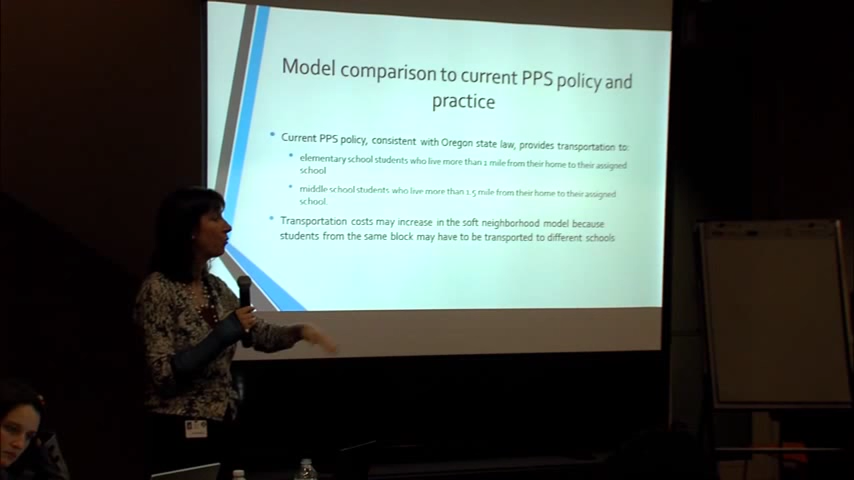 Model comparison to current PPS policy and
practice
Current PPS policy, consistent with Oregon state law, provides transportation to:
elementary school students who live more than 1 mile from their home to their assigned
school
middle school students who live more than 1.5 mile from their home to their assigned
school.
Transportation costs may increase in the soft neighborhood model because
students from the same block may have to be transported to different schools